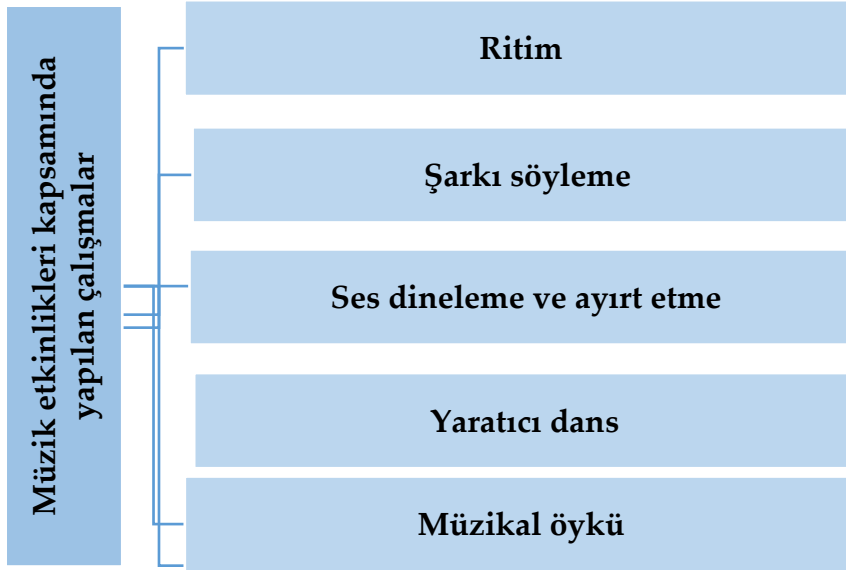 Müzik etkinlikleri kapsamında
yapılan çalışmalar
Ritim
Şarkı söyleme
Ses dineleme ve ayırt etme
Yaratıcı dans
Müzikal öykü